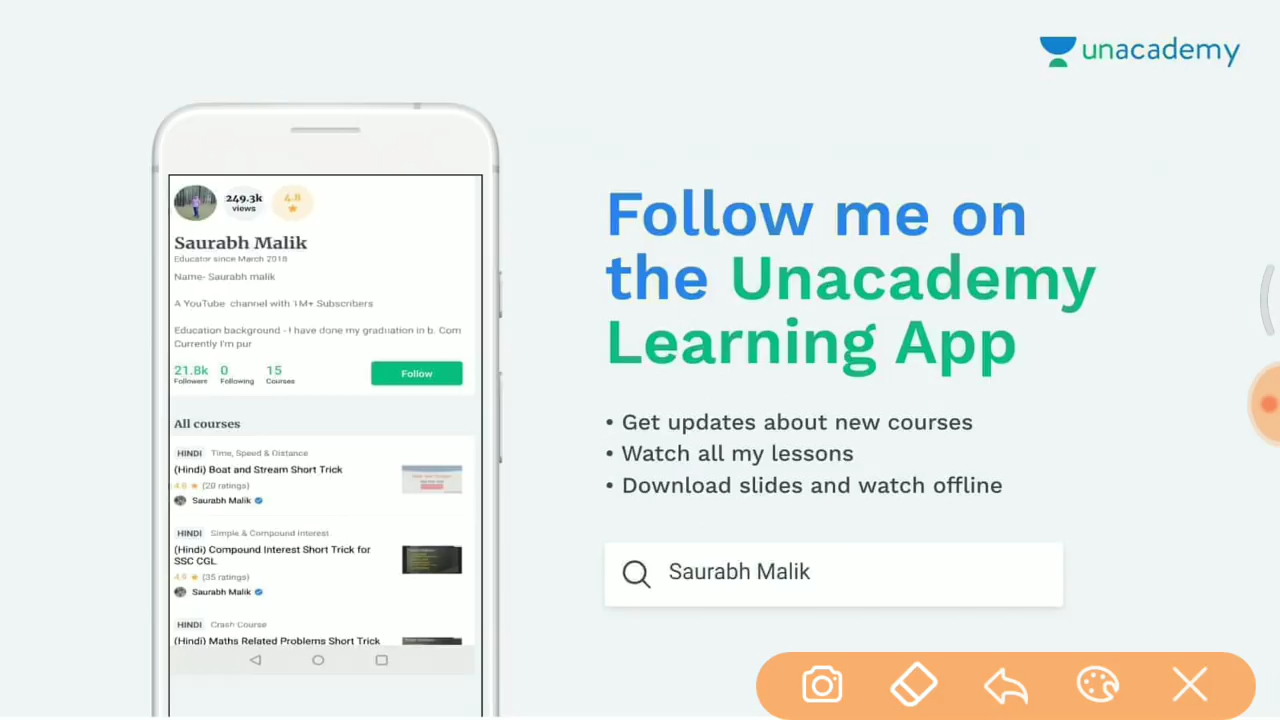 unacademy
249.3k
views
4.8
Saurabh Malik
Educator since March 2018
Name- Saurabh malik
A YouTube channel with 1M+ Subscribers
Education background - I have done my graduation in b. Com
Currently I'm pur
21.8k 0 15
Followers Following Courses
Follow
All courses
HINDI Time, Speed & Distance
(Hindi) Boat and Stream Short Trick
4.8 (20 ratings)
Saurabh Malik
HINDI Simple & Compound Interest
(Hindi) Compound Interest Short Trick for
SSC CGL
4.9 (35 ratings)
Saurabh Malik
HINDI Crash Course
(Hindi) Maths Related Problems Short Trick
Follow me on
the Unacademy
Learning App
• Get updates about new courses
• Watch all my lessons
• Download slides and watch offline
Saurabh Malik